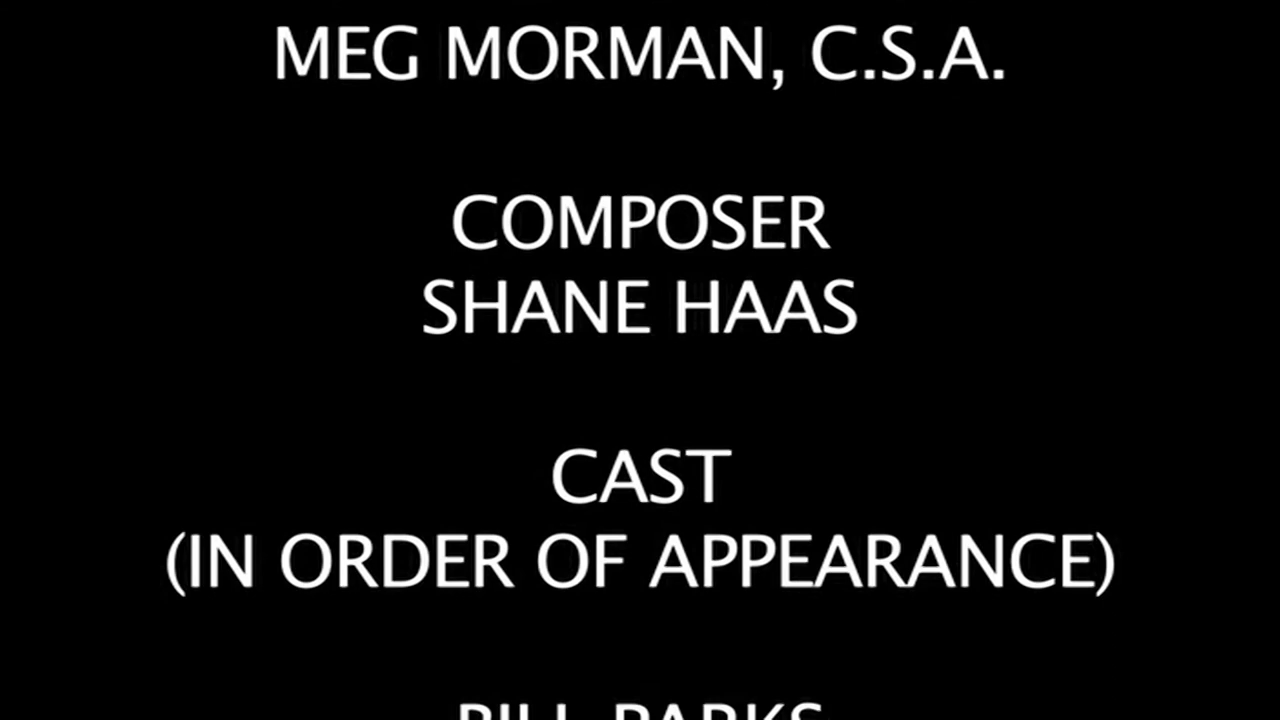 MEG MORMAN, C.S.A.
COMPOSER
SHANE HAAS
CAST
(IN ORDER OF APPEARANCE)